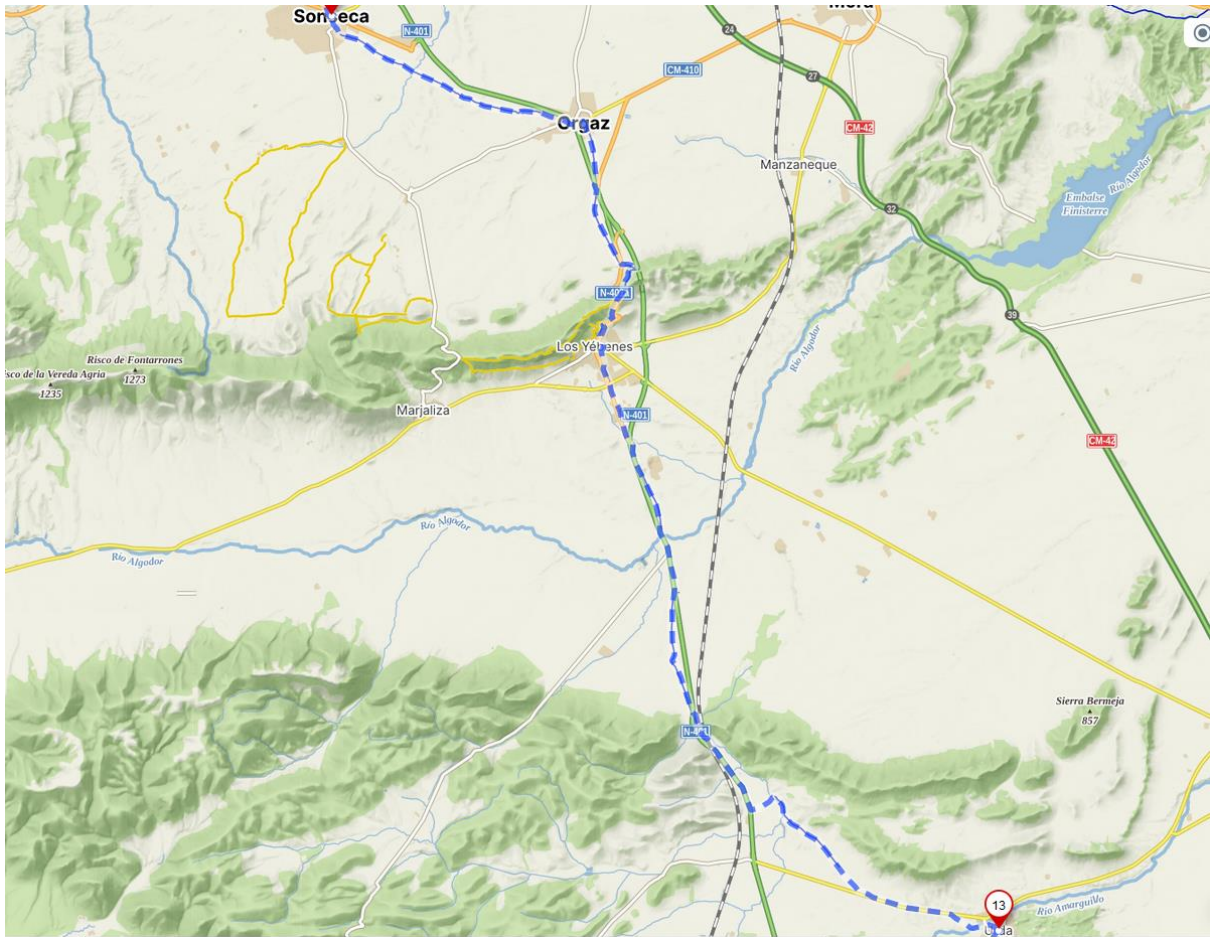 Sonseca
N-401
24
27
CM-410
Orgaz
CM-42
Manzaneque
Río Algodor
Embalse
Finisterre
32
39
Risco de Fontarrones
1273
1235
Los Yébenes
Marjaliza
N-401
Río Algodor
CM-42
Río Algodor
Río Algodor
Sierra Bermeja
857
N-401
13
Río Amarguillo